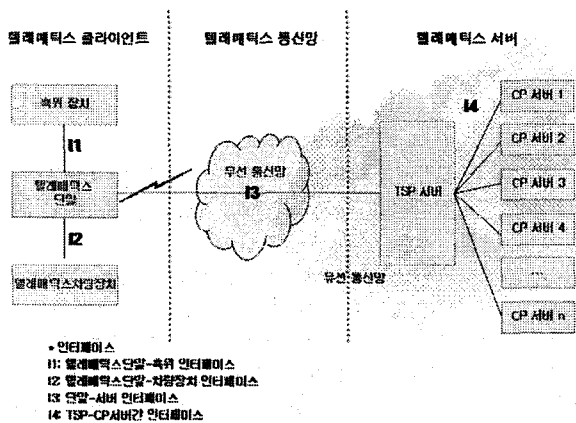 텔레매틱스 클라이언트
텔레매틱스 통신망
텔레매틱스 서버
측위 장치
I1
텔레매틱스
단말
I2
텔레매틱스차량장치
무선 통신망
I3
유선 통신망
TSP 서버
I4
CP 서버 1
CP 서버 2
CP 서버 3
CP 서버 4
...
CP 서버 n
* 인터페이스
I1: 텔레매틱스단말-측위 인터페이스
I2: 텔레매틱스단말-차량장치 인터페이스
I3: 단말-서버 인터페이스
I4: TSP-CP서버간 인터페이스